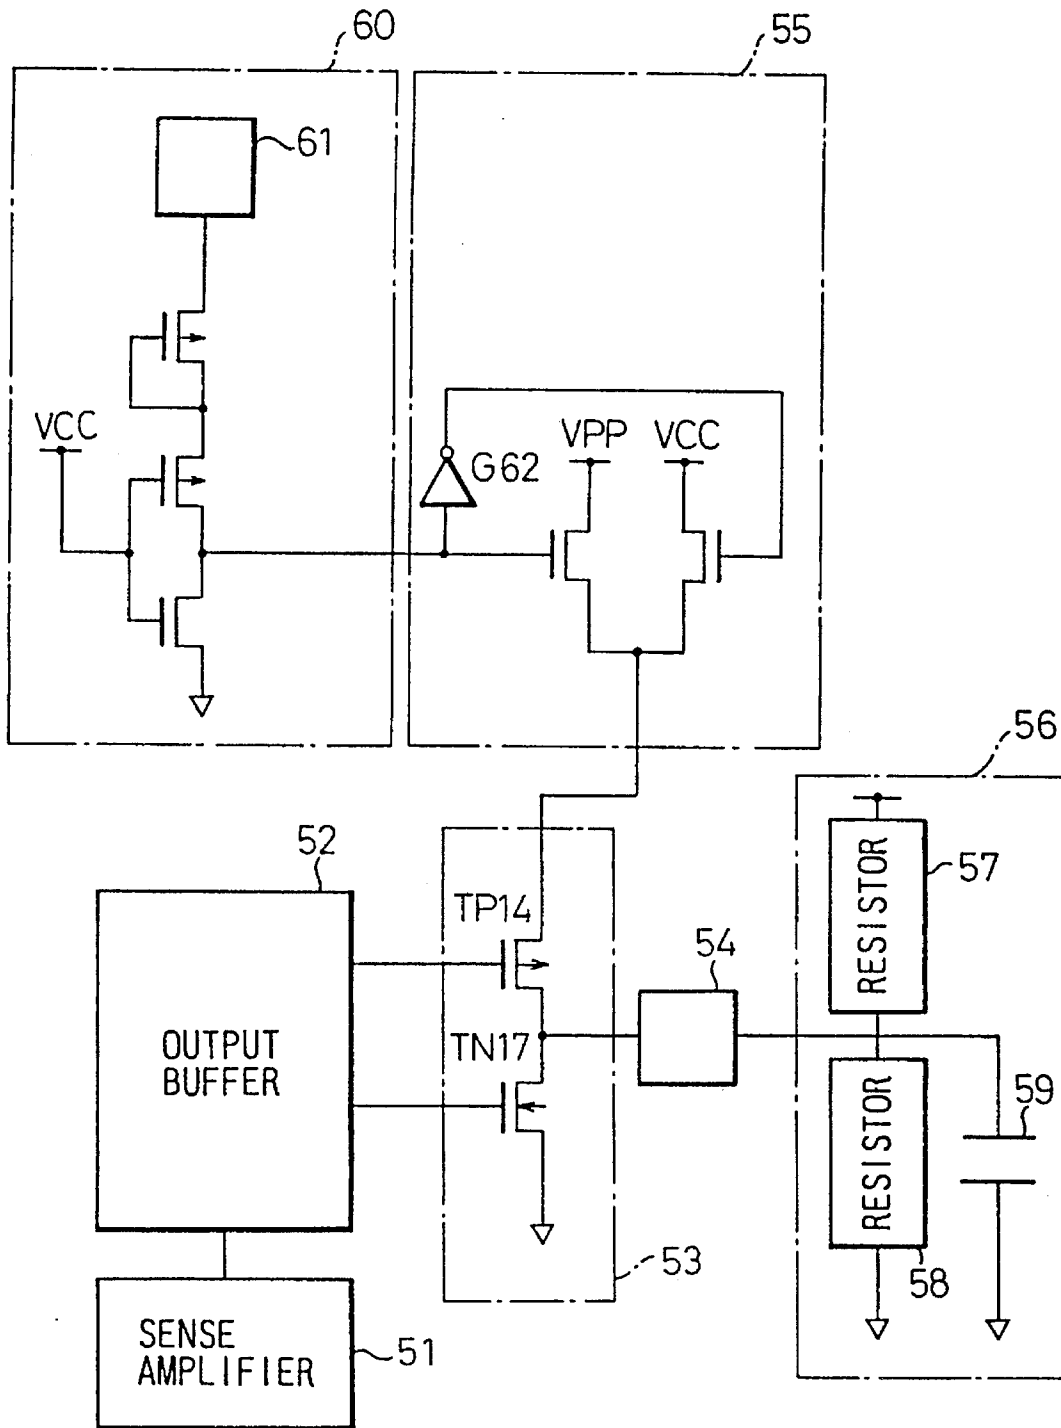 60
55
61
VCC
G62
VPP
VCC
56
52
57
RESISTOR
TP14
54
TN17
OUTPUT
BUFFER
59
RESISTOR
58
53
SENSE
AMPLIFIER
51